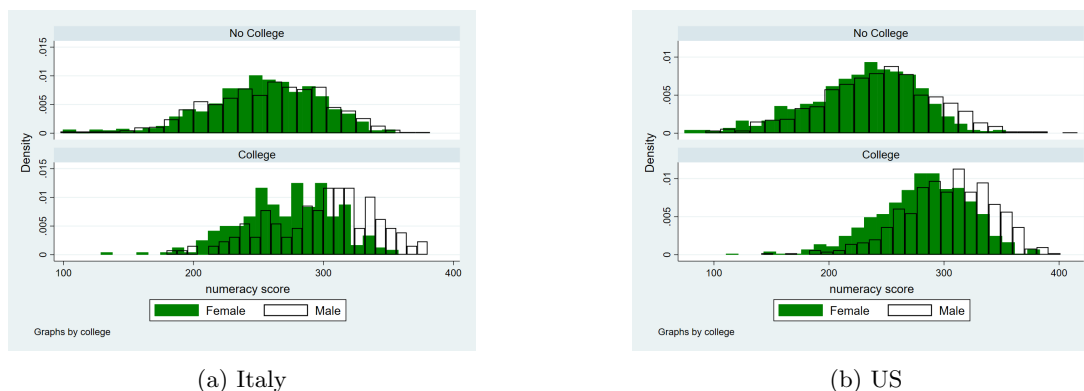 No College
.015
.01
.005
0
College
.015
.01
.005
0
Density
100
200
300
400
numeracy score
Female
Male
Graphs by college
(a) Italy
No College
.01
.005
0
College
.01
.005
0
Density
100
200
300
400
numeracy score
Female
Male
Graphs by college
(b) US